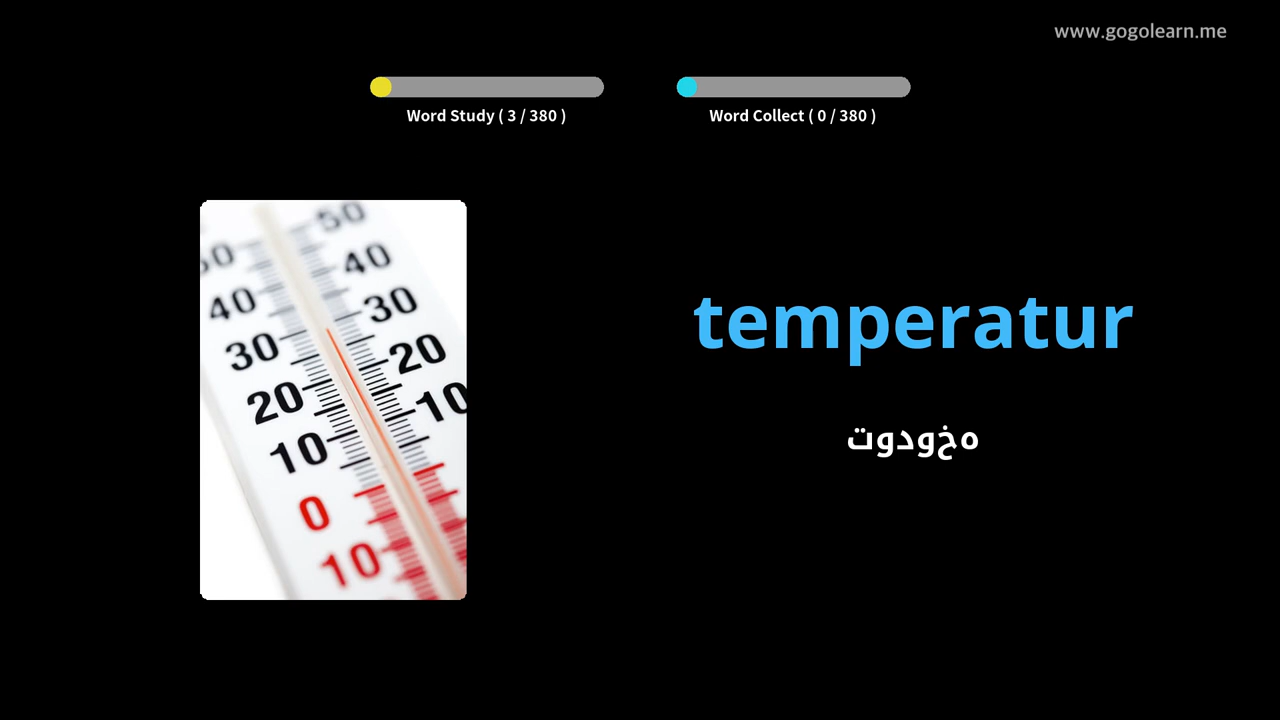 www.gogolearn.me
Word Study ( 3 / 380 )
Word Collect ( 0 / 380 )
50
50
40
40
30
30
20
20
10
10
0
10
temperatur
هخودوت